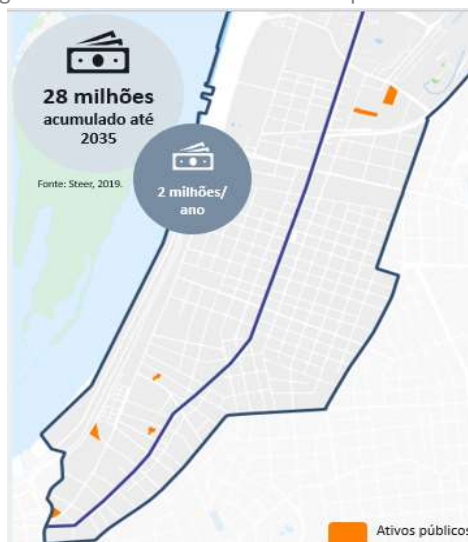 28 milhões
acumulado até
2035
Fonte: Steer, 2019.
2 milhões/
ano
Ativos públicos